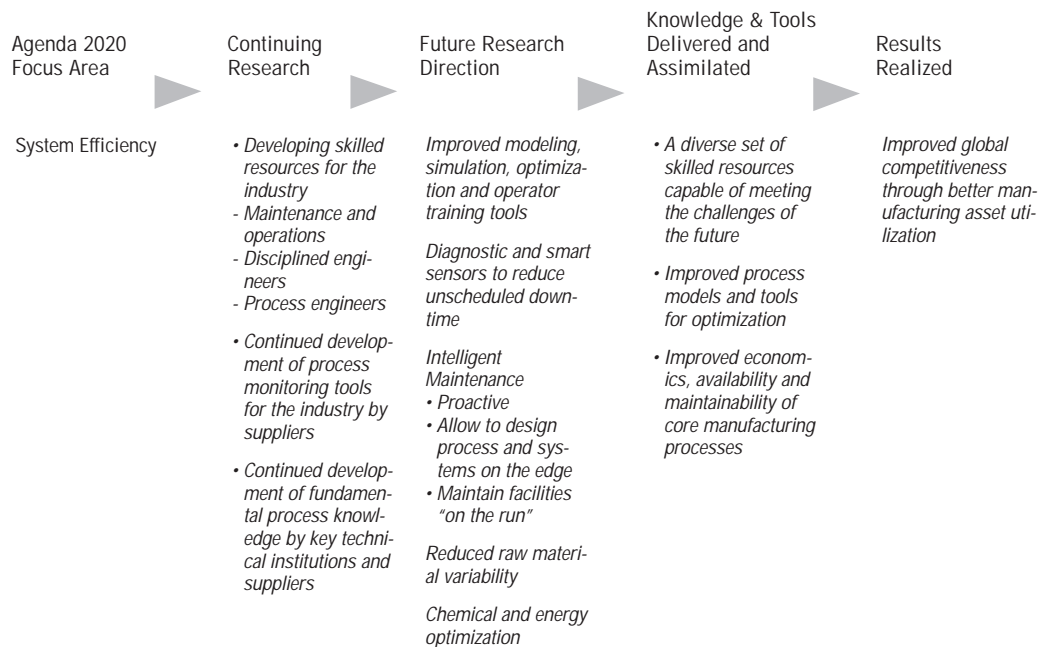 Agenda 2020
Focus Area
Continuing
Research
Future Research
Direction
Knowledge & Tools
Delivered and
Assimilated
Results
Realized
System Efficiency
• Developing skilled
resources for the
industry
- Maintenance and
operations
- Disciplined engi-
neers
- Process engineers
• Continued develop-
ment of process
monitoring tools
for the industry by
suppliers
• Continued develop-
ment of fundamen-
tal process knowl-
edge by key techni-
cal institutions and
suppliers
Improved modeling,
simulation, optimiza-
tion and operator
training tools
Diagnostic and smart
sensors to reduce
unscheduled down-
time
Intelligent
Maintenance
• Proactive
• Allow to design
process and sys-
tems on the edge
• Maintain facilities
“on the run”
Reduced raw materi-
al variability
Chemical and energy
optimization
• A diverse set of
skilled resources
capable of meeting
the challenges of
the future
• Improved process
models and tools
for optimization
• Improved econom-
ics, availability and
maintainability of
core manufacturing
processes
Improved global
competitiveness
through better man-
ufacturing asset uti-
lization